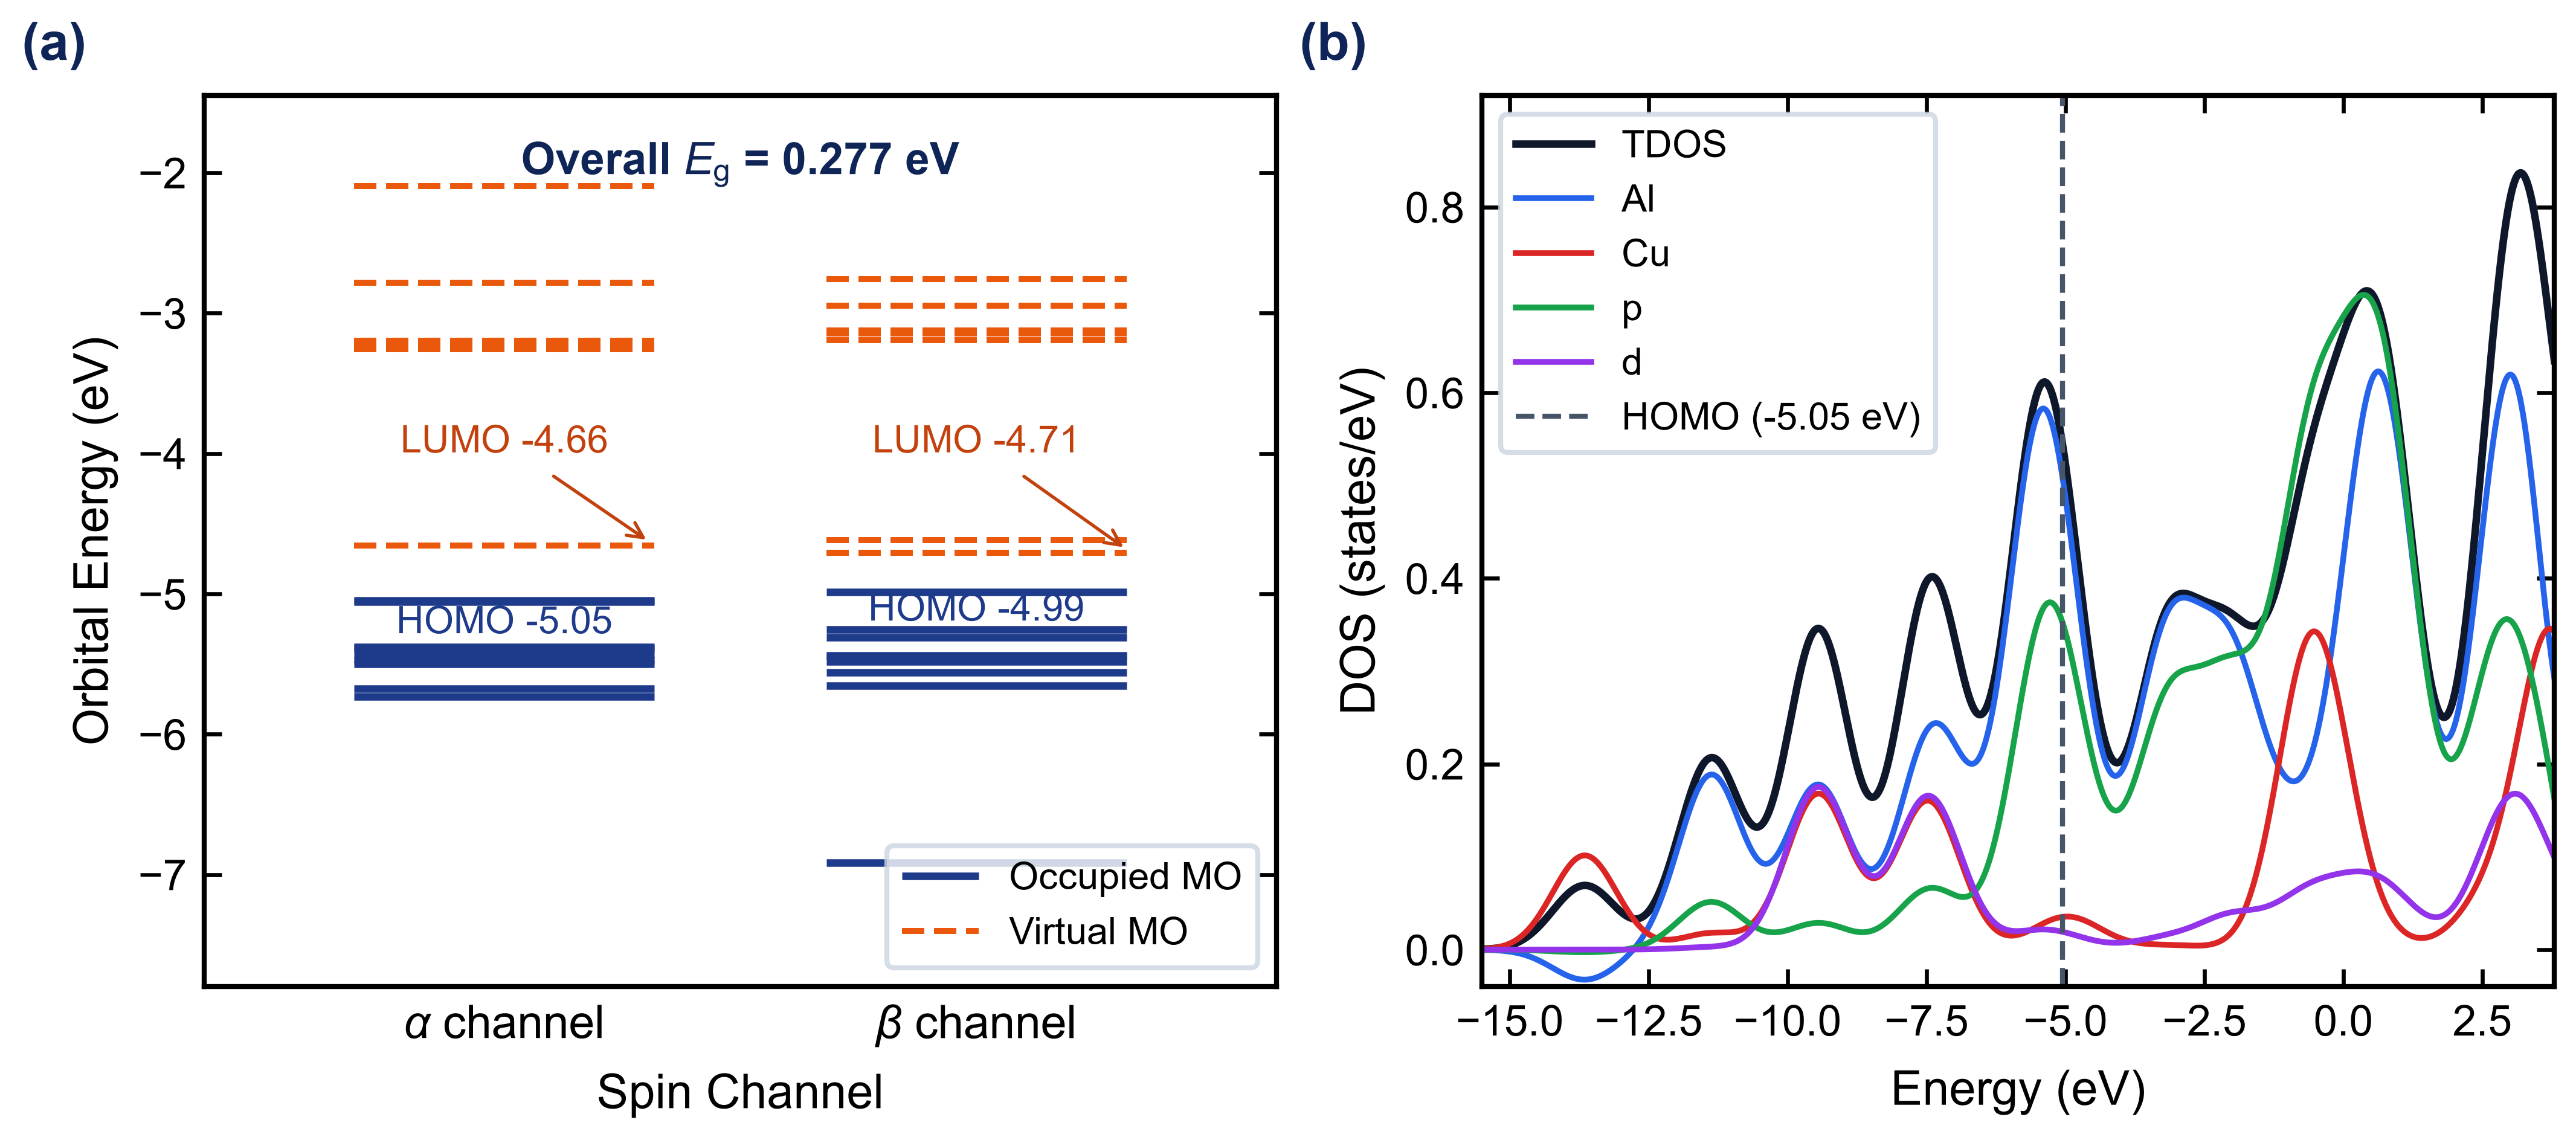 (a)
Overall Eg = 0.277 eV
−2
−3
−4
−5
−6
−7
Orbital Energy (eV)
LUMO -4.66
LUMO -4.71
HOMO -5.05
HOMO -4.99
Occupied MO
Virtual MO
α channel
β channel
Spin Channel
(b)
TDOS
Al
Cu
p
d
HOMO (-5.05 eV)
0.8
0.6
0.4
0.2
0.0
DOS (states/eV)
−15.0
−12.5
−10.0
−7.5
−5.0
−2.5
0.0
2.5
Energy (eV)